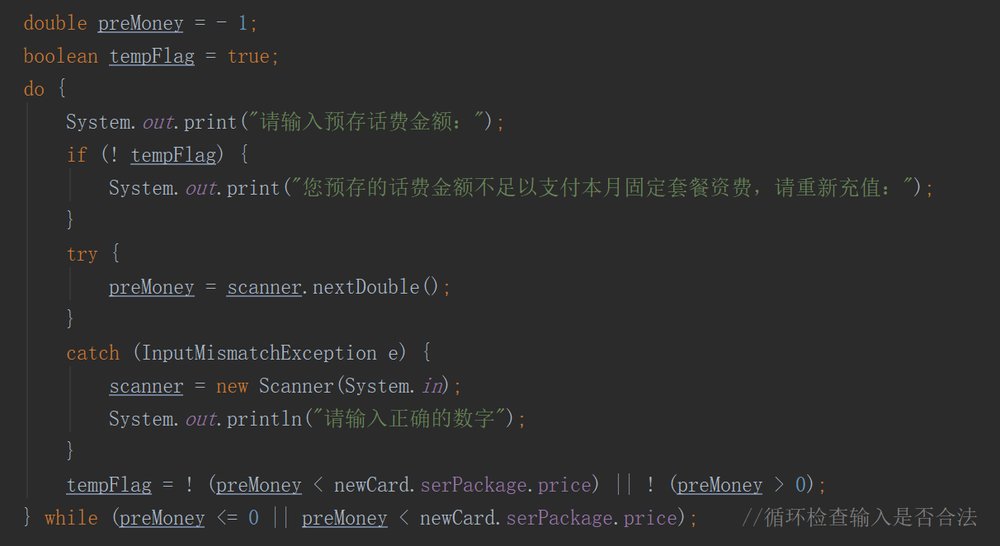 double preMoney = - 1;
boolean tempFlag = true;
do {
System.out.print("请输入预存话费金额：");
if (! tempFlag) {
System.out.print("您预存的话费金额不足以支付本月固定套餐资费，请重新充值：");
}
try {
preMoney = scanner.nextDouble();
}
catch (InputMismatchException e) {
scanner = new Scanner(System.in);
System.out.println("请输入正确的数字");
}
tempFlag = ! (preMoney < newCard.serPackage.price) || ! (preMoney > 0);
} while (preMoney <= 0 || preMoney < newCard.serPackage.price); //循环检查输入是否合法